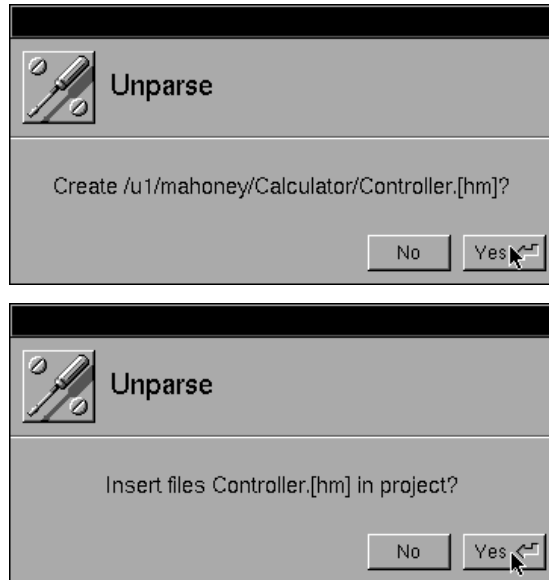 Unparse
Create /u1/mahoney/Calculator/Controller.[hm]?
No Yes
Unparse
Insert files Controller.[hm] in project?
No Yes